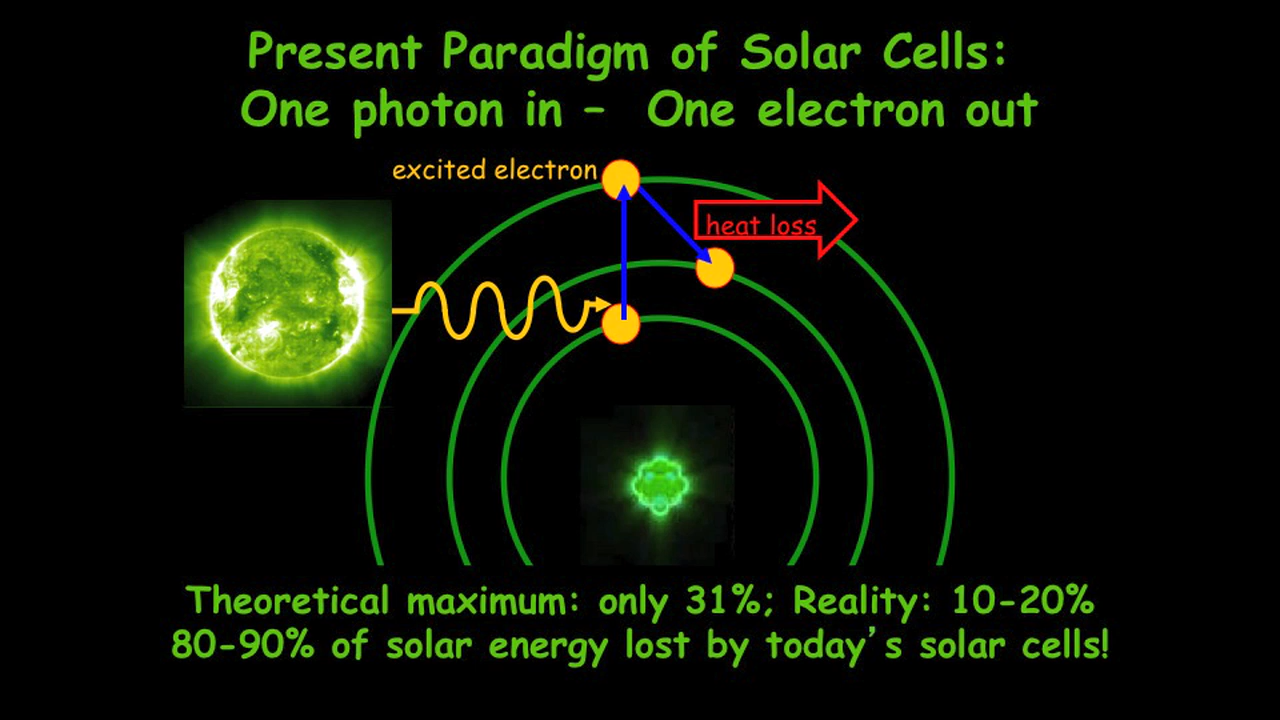 Present Paradigm of Solar Cells:
One photon in – One electron out
excited electron
heat loss
Theoretical maximum: only 31%; Reality: 10-20%
80-90% of solar energy lost by today’s solar cells!